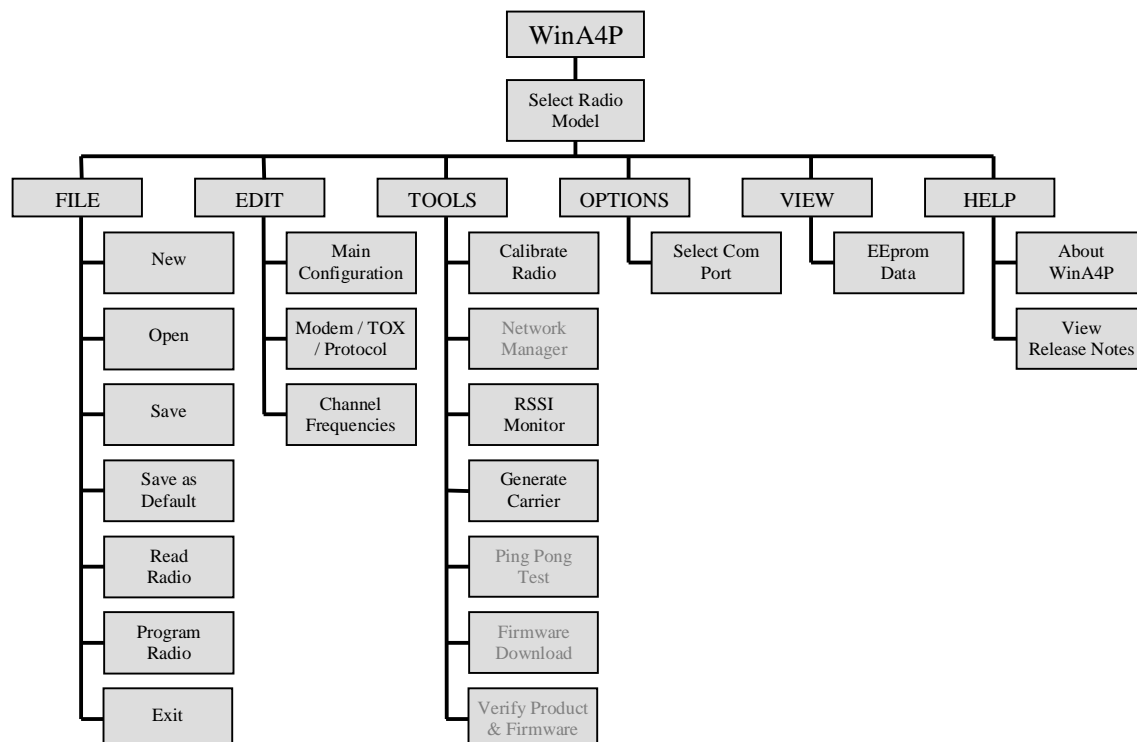 WinA4P
Select Radio
Model
FILE
EDIT
TOOLS
OPTIONS
VIEW
HELP
New
Open
Save
Save as
Default
Read
Radio
Program
Radio
Exit
Main
Configuration
Modem / TOX
/ Protocol
Channel
Frequencies
Calibrate
Radio
Network
Manager
RSSI
Monitor
Generate
Carrier
Ping Pong
Test
Firmware
Download
Verify Product
& Firmware
Select Com
Port
EEprom
Data
About
WinA4P
View
Release Notes